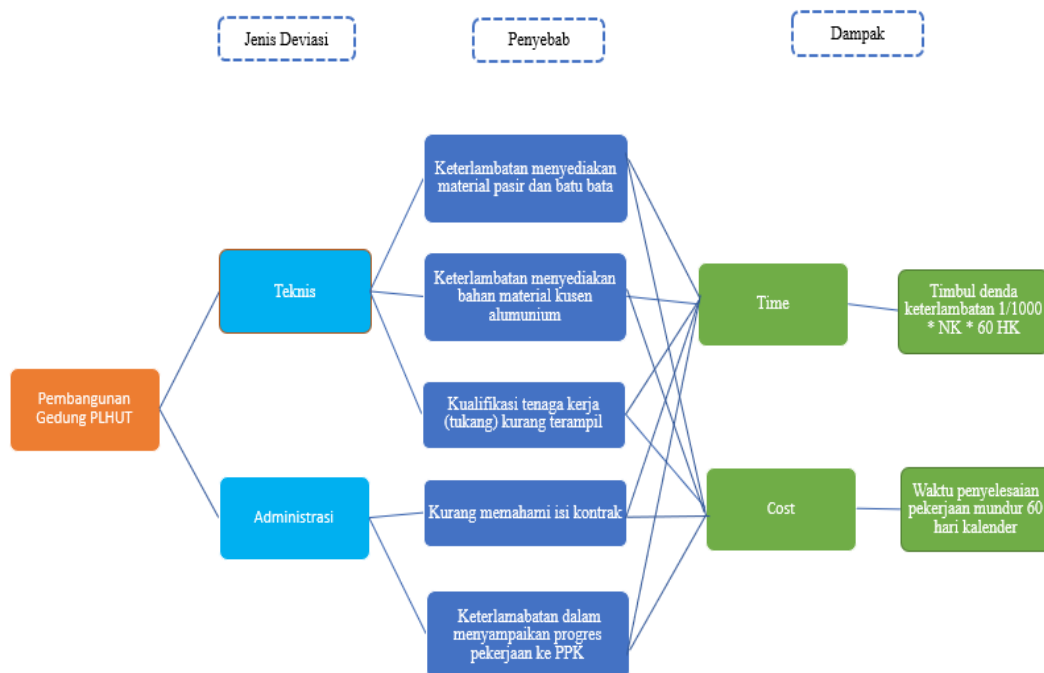 Jenis Deviasi
Penyebab
Dampak
Keterlambatan menyediakan
material pasir dan batu bata
Teknis
Keterlambatan menyediakan
bahan material kusen
alumunium
Time
Timbul denda
keterlambatan 1/1000
* NK * 60 HK
Pembangunan
Gedung PLHUT
Kualifikasi tenaga kerja
(tukang) kurang terampil
Administrasi
Kurang memahami isi kontrak
Cost
Waktu penyelesaian
pekerjaan mundur 60
hari kalender
Keterlamabatan dalam
menyampaikan progres
pekerjaan ke PPK